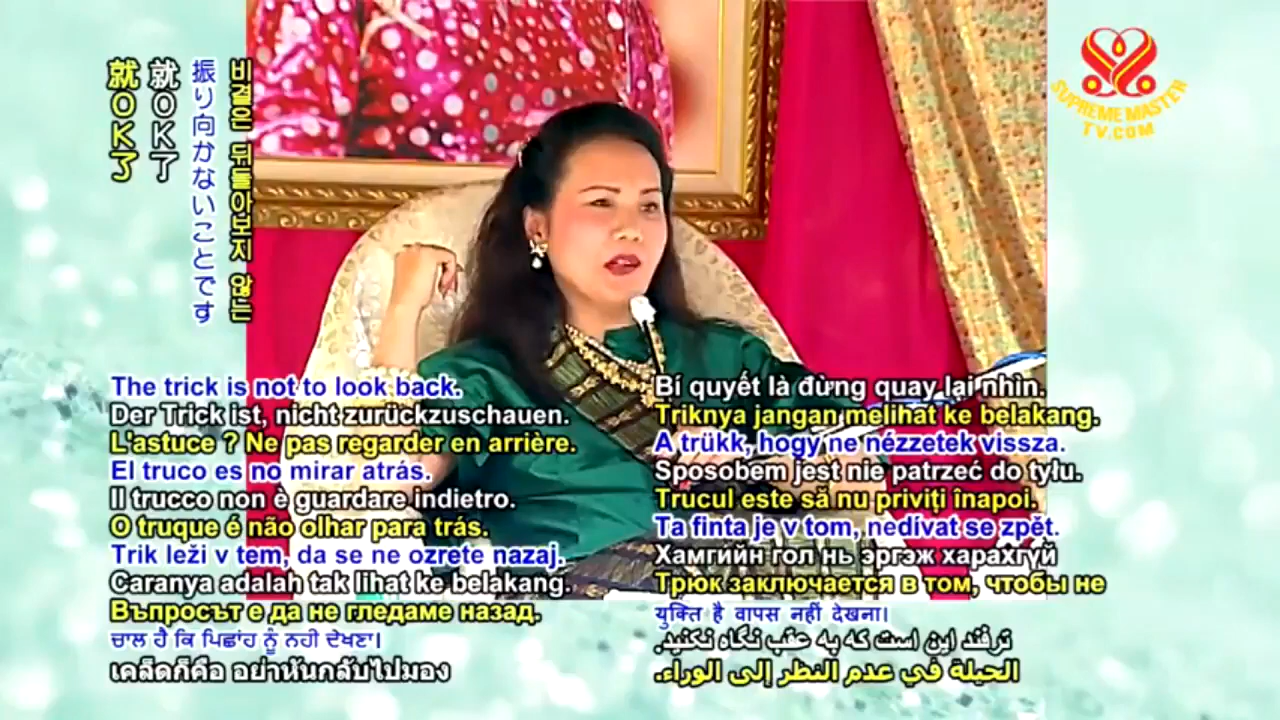 就OK了
就OK了
振り向かないことです
비결은 뒤돌아보지 않는
SUPREME MASTER
TV.COM
The trick is not to look back.
Der Trick ist, nicht zurückzuschauen.
L'astuce ? Ne pas regarder en arrière.
El truco es no mirar atrás.
Il trucco non è guardare indietro.
O truque é não olhar para trás.
Trik leži v tem, da se ne ozrete nazaj.
Caranya adalah tak lihat ke belakang.
Въпросът е да не гледаме назад.
ਚਾਲ ਹੈ ਕਿ ਪਿਛਾਂਹ ਨੂੰ ਨਹੀ ਦੇਖਣਾ।
เคล็ดก็คือ อย่าหันกลับไปมอง
Bí quyết là đừng quay lại nhìn.
Triknya jangan melihat ke belakang.
A trükk, hogy ne nézzetek vissza.
Sposobem jest nie patrzeć do tyłu.
Trucul este să nu priviți înapoi.
Ta finta je v tom, nedívat se zpět.
Хамгийн гол нь эргэж харахгүй
Трюк заключается в том, чтобы не
युक्ति है वापस नहीं देखना।
ترفند این است که به عقب نگاه نکنید.
الحيلة في عدم النظر إلى الوراء.